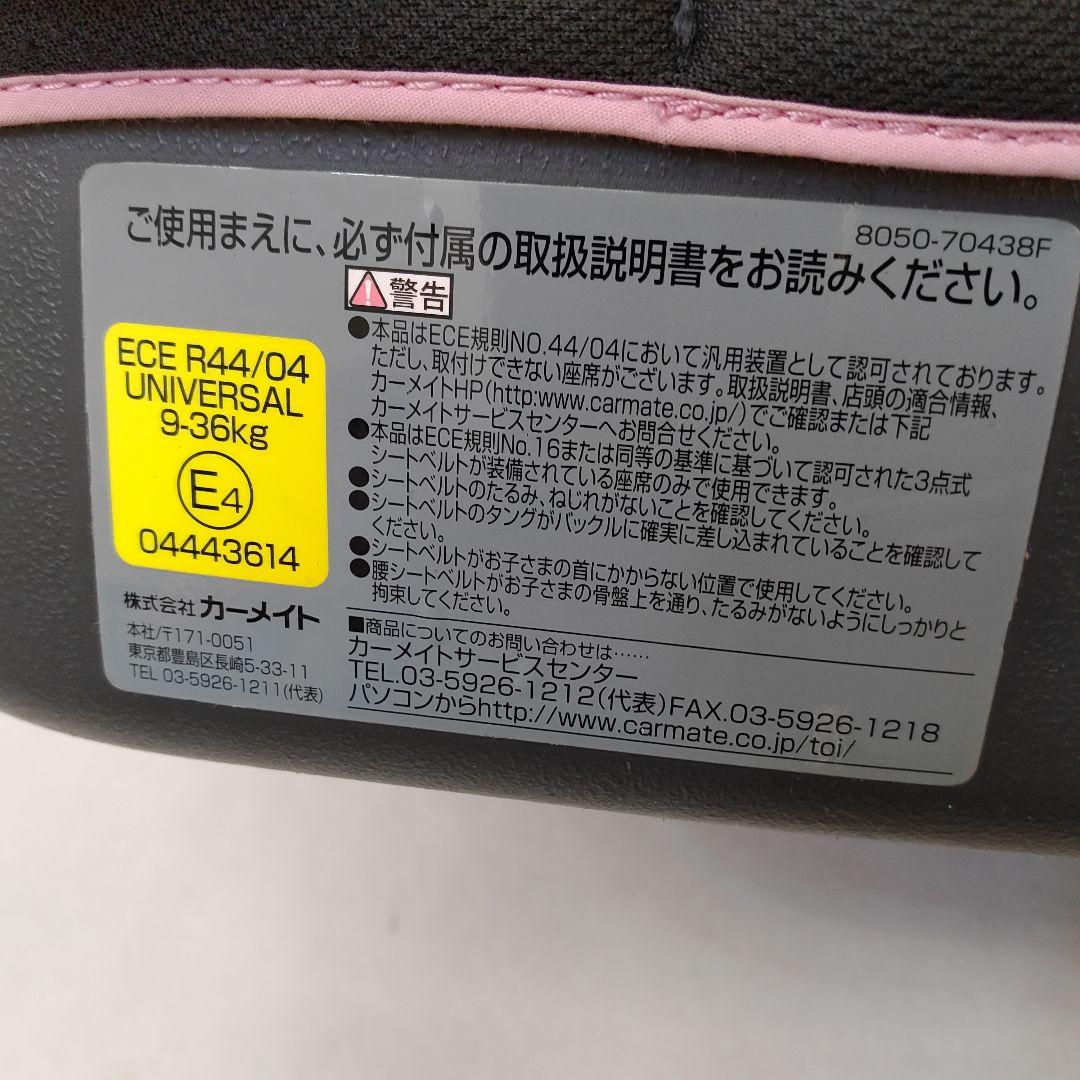 8050-70438F
ご使用まえに、必ず付属の取扱説明書をお読みください。
警告
●本品はECE規則NO.44/04において汎用装置として認可されております。
ただし、取付けできない座席がございます。取扱説明書、店頭の適合情報、
カーメイトHP(http:www.carmate.co.jp/)でご確認または下記
カーメイトサービスセンターへお問合せください。
●本品はECE規則No.16または同等の基準に基づいて認可された3点式
シートベルトが装備されている座席のみで使用できます。
●シートベルトのたるみ、ねじれがないことを確認してください。
●シートベルトのタングがバックルに確実に差し込まれていることを確認して
ください。
●シートベルトがお子さまの首にかからない位置で使用してください。
●腰シートベルトがお子さまの骨盤上を通り、たるみがないようにしっかりと
拘束してください。
■商品についてのお問い合わせは……
カーメイトサービスセンター
TEL.03-5926-1212(代表)FAX.03-5926-1218
パソコンからhttp://www.carmate.co.jp/toi/
ECE R44/04
UNIVERSAL
9-36kg
E4
04443614
株式会社 カーメイト
本社/〒171-0051
東京都豊島区長崎5-33-11
TEL 03-5926-1211(代表)